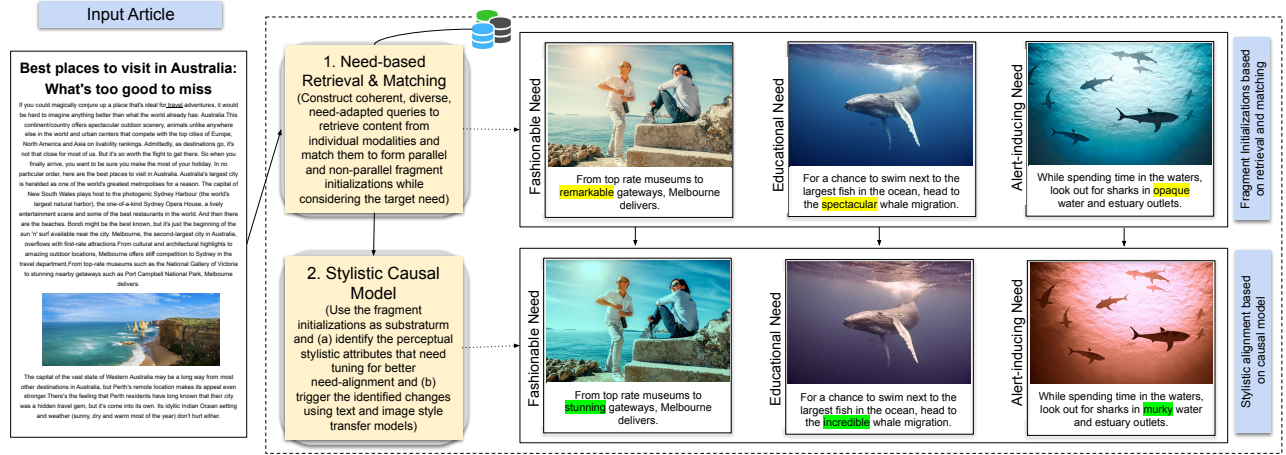 Input Article
Best places to visit in Australia:
What's too good to miss
If you could magically conjure up a place that's ideal for travel adventures, it would
be hard to imagine anything better than what the world already has: Australia.This
continent/country offers spectacular outdoor scenery, animals unlike anywhere
else in the world and urban centers that compete with the top cities of Europe,
North America and Asia on livability rankings. Admittedly, as destinations go, it's
not that close for most of us. But it's so worth the flight to get there. So when you
finally arrive, you want to be sure you make the most of your holiday. In no
particular order, here are the best places to visit in Australia. Australia's largest city
is heralded as one of the world's greatest metropolises for a reason. The capital of
New South Wales plays host to the photogenic Sydney Harbour (the world's
largest natural harbor), the one-of-kind Sydney Opera House, a lively
entertainment scene and some of the best restaurants in the world. And then there
are the beaches. Bondi might be the best known, but it's just the beginning of the
sun 'n' surf available near the city. Melbourne, the second-largest city in Australia,
overflows with first-rate attractions.From cultural and architectural highlights to
amazing outdoor locations, Melbourne offers stiff competition to Sydney in the
travel department.From top-rate museums such as the National Gallery of Victoria
to stunning nearby getaways such as Port Campbell National Park, Melbourne
delivers.
The capital of the vast state of Western Australia may be a long way from most
other destinations in Australia, but Perth's remote location makes its appeal even
stronger.There's the feeling that Perth residents have long known that their city
was a hidden travel gem, but it's come into its own. Its idyllic Indian Ocean setting
and weather (sunny, dry and warm most of the year) don't hurt either.
1. Need-based
Retrieval & Matching
(Construct coherent, diverse,
need-adapted queries to
retrieve content from
individual modalities and
match them to form parallel
and non-parallel fragment
initializations while
considering the target need)
2. Stylistic Causal
Model
(Use the fragment
initializations as substraturm
and (a) identify the perceptual
stylistic attributes that need
tuning for better
need-alignment and (b)
trigger the identified changes
using text and image style
transfer models)
Fashionable Need
From top rate museums to
remarkable gateways, Melbourne
delivers.
Educational Need
For a chance to swim next to the
largest fish in the ocean, head to
the spectacular whale migration.
Alert-inducing Need
While spending time in the waters,
look out for sharks in opaque
water and estuary outlets.
Fragment Initializations based
on retrieval and matching
Fashionable Need
From top rate museums to
stunning gateways, Melbourne
delivers.
Educational Need
For a chance to swim next to the
largest fish in the ocean, head to
the incredible whale migration.
Alert-inducing Need
While spending time in the waters,
look out for sharks in murky water
and estuary outlets.
Stylistic alignment based
on causal model